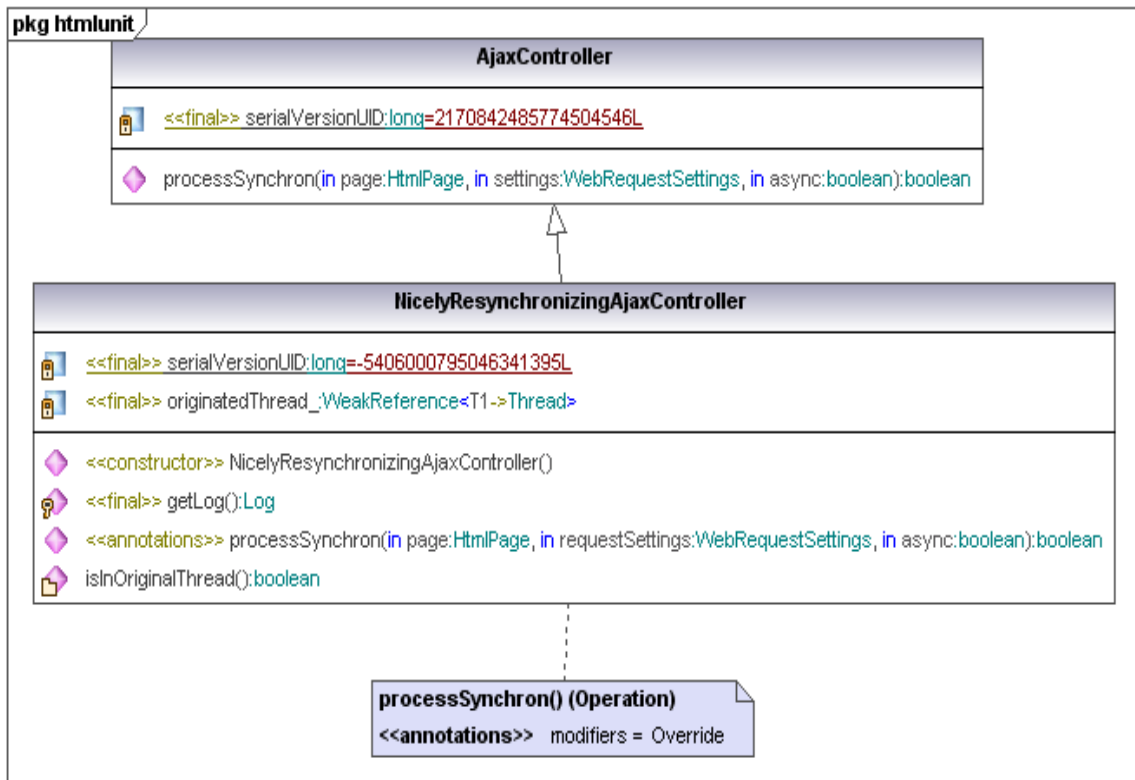 pkg htmlunit
AjaxController
<<final>> serialVersionUID:long=2170842485774504546L
processSynchron(in page:HtmlPage, in settings:WebRequestSettings, in async:boolean):boolean
NicelyResynchronizingAjaxController
<<final>> serialVersionUID:long=-5406000795046341395L
<<final>> originatedThread_:WeakReference<T1->Thread>
<<constructor>> NicelyResynchronizingAjaxController()
<<final>> getLog():Log
<<annotations>> processSynchron(in page:HtmlPage, in requestSettings:WebRequestSettings, in async:boolean):boolean
isInOriginalThread():boolean
processSynchron() (Operation)
<<annotations>> modifiers = Override